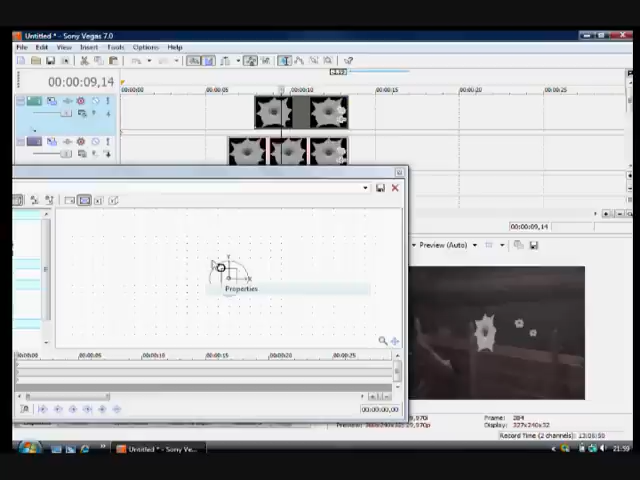 Untitled * - Sony Vegas 7.0
File Edit View Insert Tools Options Help
00:00:09,14
00:00:00 00:00:05 00:00:10 00:00:15 00:00:20 00:00:25
00:00:09,14
Preview (Auto)
Properties
00:00:05 00:00:10 00:00:15 00:00:20 00:00:25
00:00:00,00
Frame: 284
Display: 327x240x32
Record Time (2 channels): 13:06:50
Untitled * - Sony Ve...
21:59